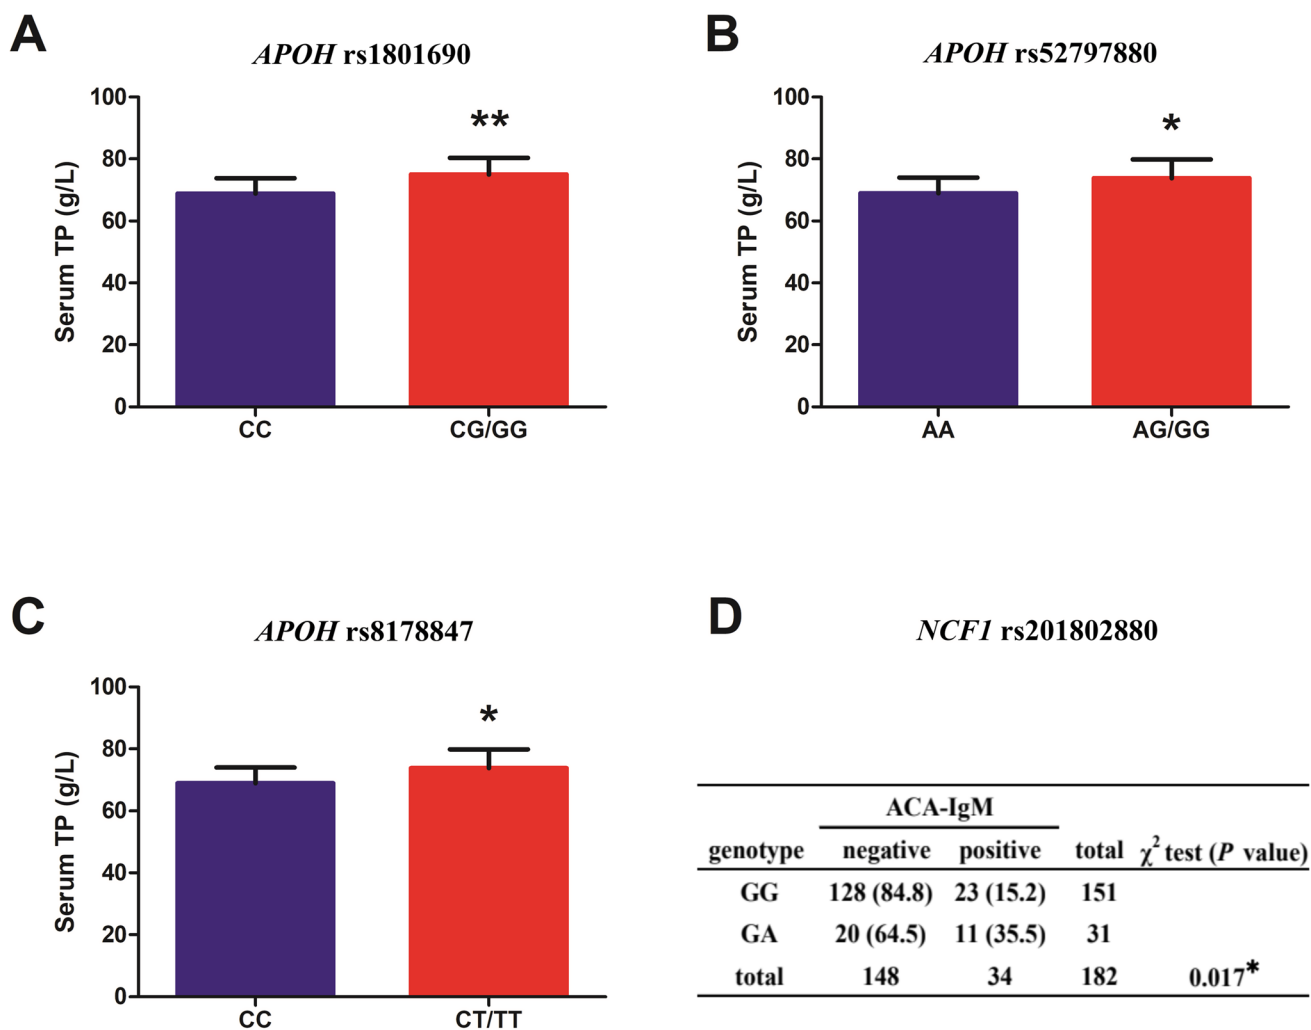 A
APOH rs1801690
Serum TP (g/L)
100
80
60
40
20
0
**
CC CG/GG
B
APOH rs52797880
Serum TP (g/L)
100
80
60
40
20
0
*
AA AG/GG
C
APOH rs8178847
Serum TP (g/L)
100
80
60
40
20
0
*
CC CT/TT
D
NCF1 rs201802880
ACA-IgM
genotype negative positive total χ² test (P value)
GG 128 (84.8) 23 (15.2) 151
GA 20 (64.5) 11 (35.5) 31
total 148 34 182 0.017*